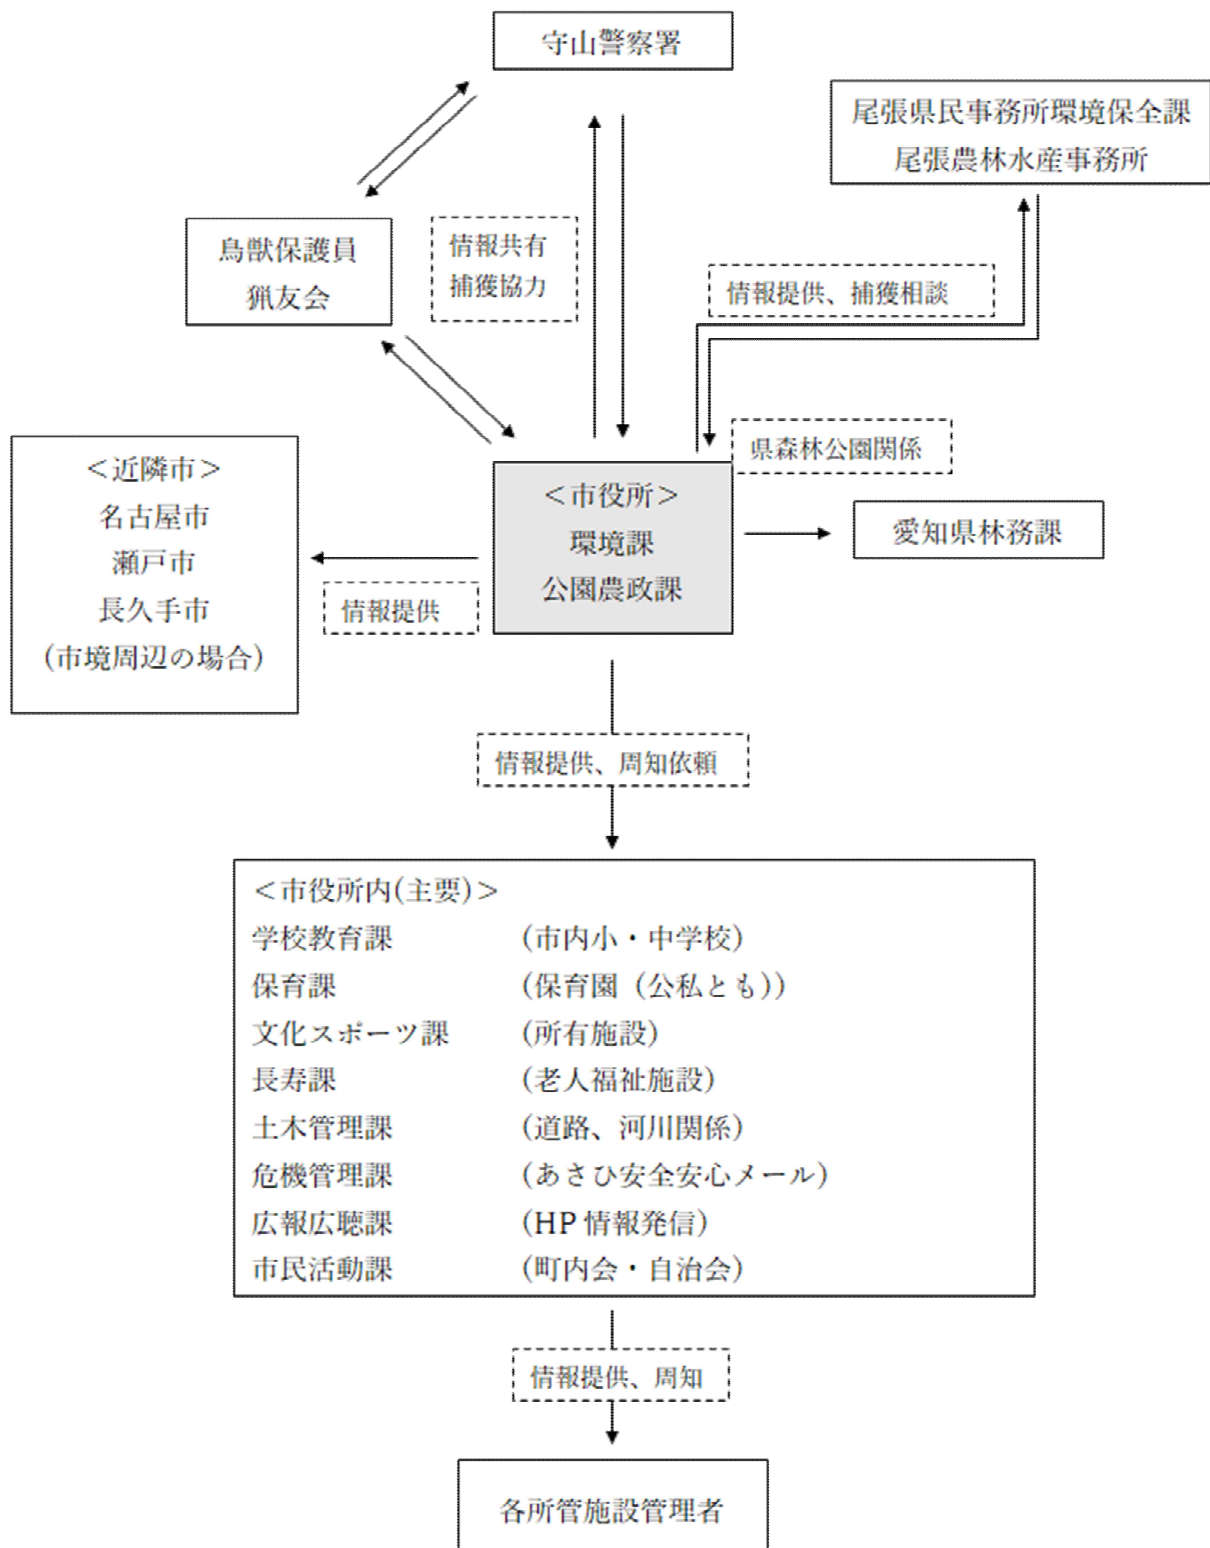 守山警察署
尾張県民事務所環境保全課
尾張農林水産事務所
鳥獣保護員
猟友会
情報共有
捕獲協力
情報提供、捕獲相談
県森林公園関係
＜近隣市＞
名古屋市
瀬戸市
長久手市
(市境周辺の場合)
＜市役所＞
環境課
公園農政課
愛知県林務課
情報提供
情報提供、周知依頼
＜市役所内(主要)＞
学校教育課 (市内小・中学校)
保育課 (保育園（公私とも）)
文化スポーツ課 (所有施設)
長寿課 (老人福祉施設)
土木管理課 (道路、河川関係)
危機管理課 (あさひ安全安心メール)
広報広聴課 (HP 情報発信)
市民活動課 (町内会・自治会)
情報提供、周知
各所管施設管理者